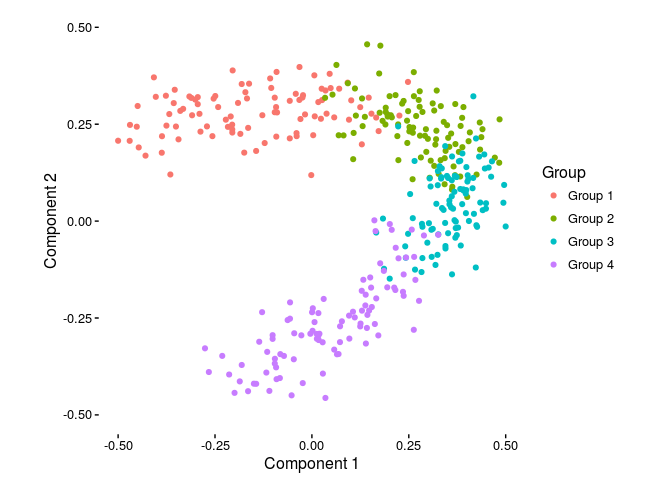 0.50
0.25
0.00
-0.25
-0.50
Component 2
-0.50 -0.25 0.00 0.25 0.50
Component 1
Group
Group 1
Group 2
Group 3
Group 4